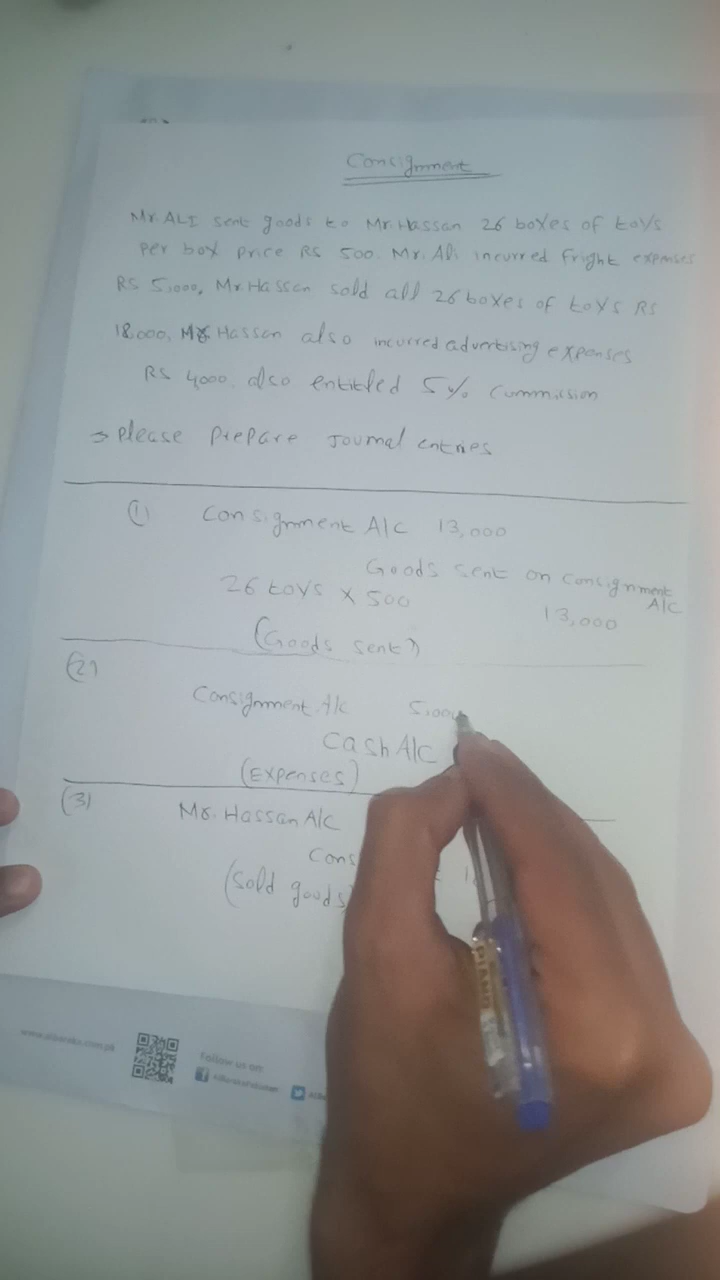 Consignment
Mr. ALI sent goods to Mr. Hassan 26 boxes of toys
per box price RS 500. Mr. Ali incurred fright expenses
RS 5,000, Mr. Hassan sold all 26 boxes of toys RS
18,000, Mr Hassan also incurred advertising expenses
RS 4000, also entitled 5% commission
→ please prepare Journal entries
(1) Consignment A/C 13,000
Goods sent on consignment A/C
26 toys × 500 13,000
(Goods sent)
(2)
Consignment A/c 5,000
Cash A/C
(Expenses)
(3) Mr. Hassan A/C
Cons
(Sold goods
Follow us on: